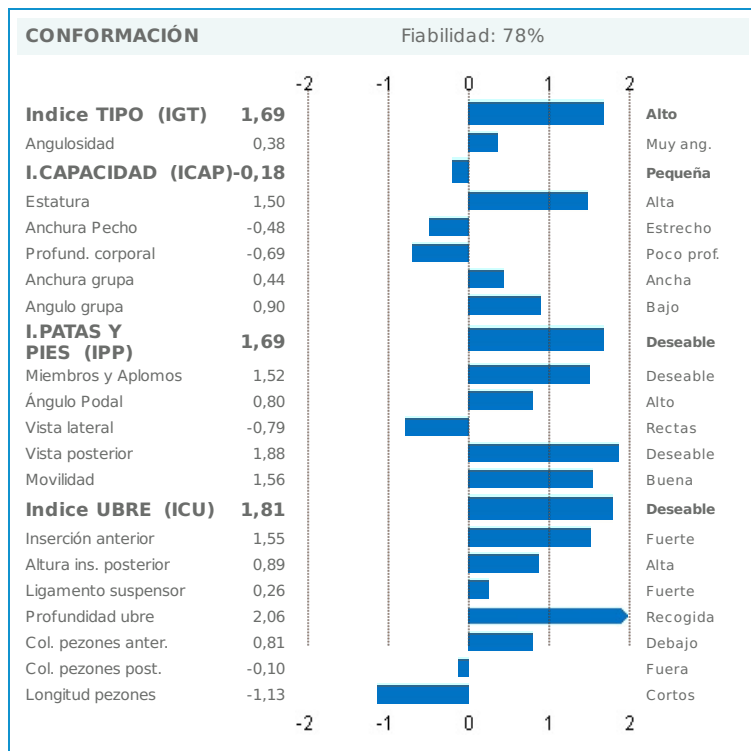 CONFORMACIÓN Fiabilidad: 78%
-2 -1 0 1 2
Indice TIPO (IGT) 1,69 Alto
Angulosidad 0,38 Muy ang.
I.CAPACIDAD (ICAP)-0,18 Pequeña
Estatura 1,50 Alta
Anchura Pecho -0,48 Estrecho
Profund. corporal -0,69 Poco prof.
Anchura grupa 0,44 Ancha
Angulo grupa 0,90 Bajo
I.PATAS Y
PIES (IPP) 1,69 Deseable
Miembros y Aplomos 1,52 Deseable
Ángulo Podal 0,80 Alto
Vista lateral -0,79 Rectas
Vista posterior 1,88 Deseable
Movilidad 1,56 Buena
Indice UBRE (ICU) 1,81 Deseable
Inserción anterior 1,55 Fuerte
Altura ins. posterior 0,89 Alta
Ligamento suspensor 0,26 Fuerte
Profundidad ubre 2,06 Recogida
Col. pezones anter. 0,81 Debajo
Col. pezones post. -0,10 Fuera
Longitud pezones -1,13 Cortos
-2 -1 0 1 2